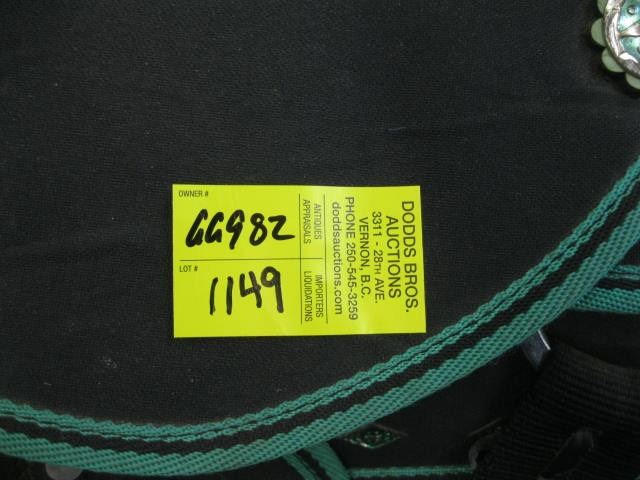 OWNER #
GG982
LOT #
1149
ANTIQUES
APPRAISALS
IMPORTERS
LIQUIDATIONS
DODDS BROS.
AUCTIONS
3311 - 28TH AVE.
VERNON, B.C.
PHONE 250-545-3259
doddsauctions.com